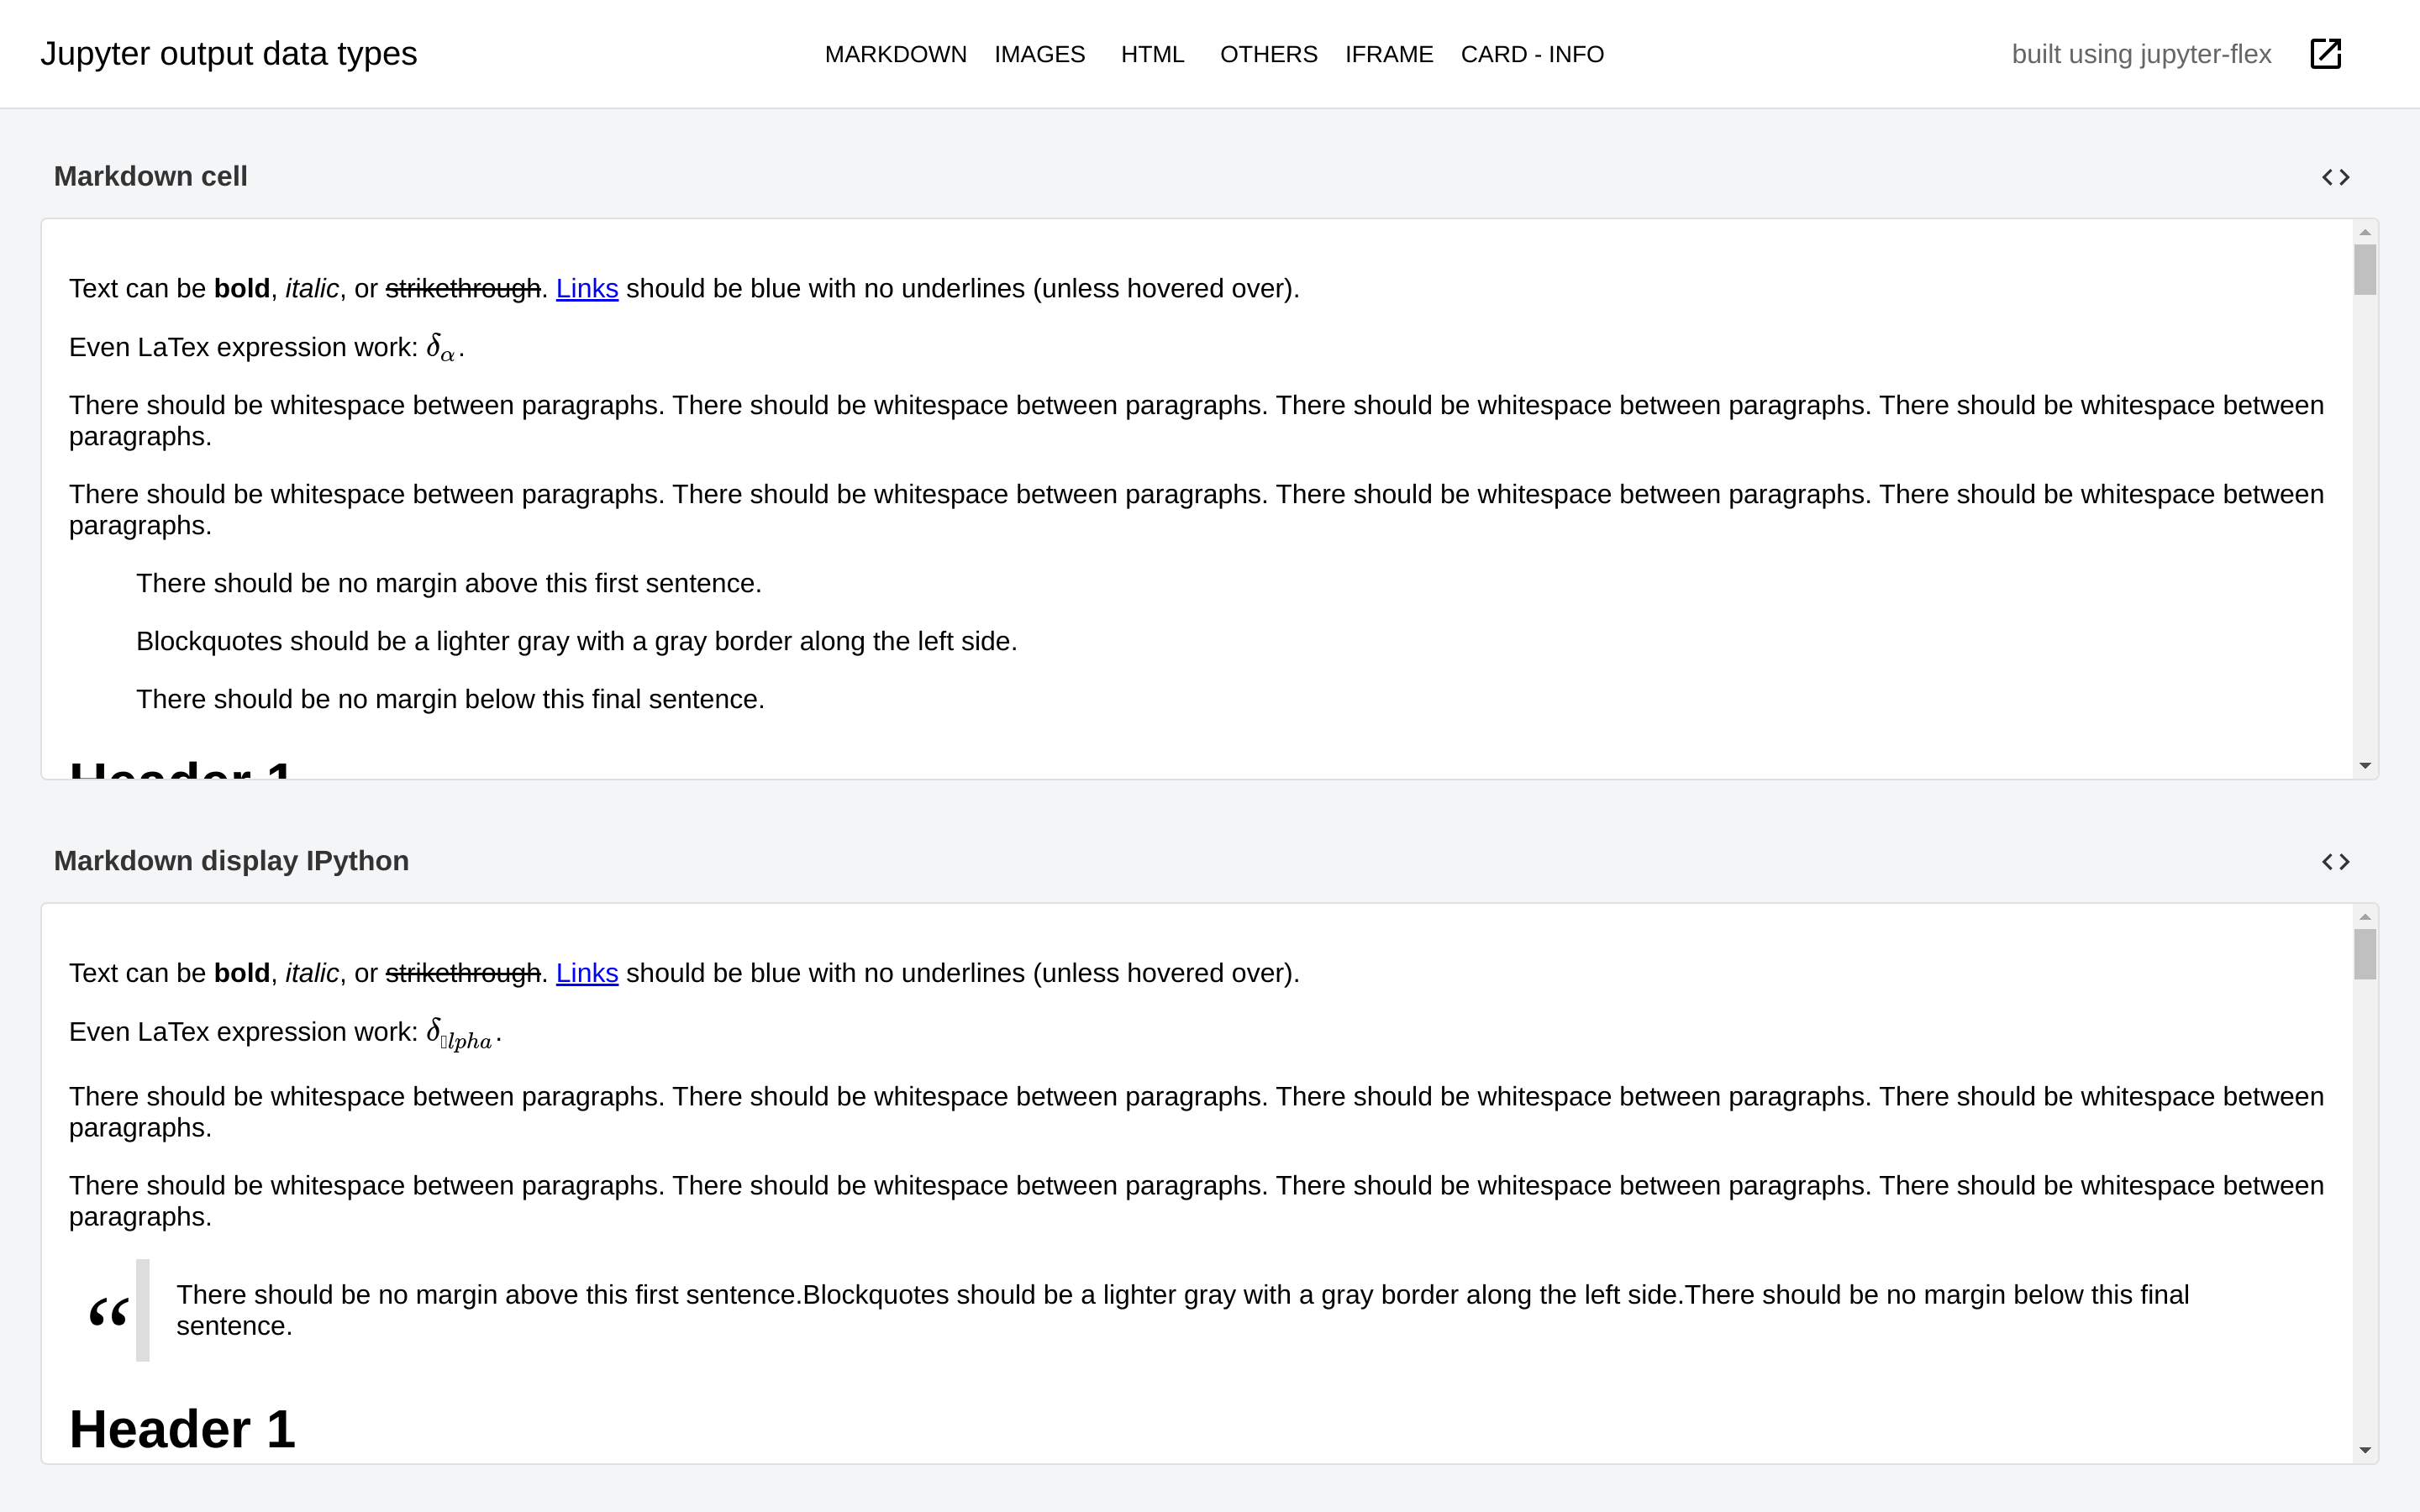 Jupyter output data types
MARKDOWN IMAGES HTML OTHERS IFRAME CARD - INFO
built using jupyter-flex
Markdown cell
Text can be bold, italic, or strikethrough. Links should be blue with no underlines (unless hovered over).
Even LaTex expression work: δα.
There should be whitespace between paragraphs. There should be whitespace between paragraphs. There should be whitespace between paragraphs. There should be whitespace between
paragraphs.
There should be whitespace between paragraphs. There should be whitespace between paragraphs. There should be whitespace between paragraphs. There should be whitespace between
paragraphs.
There should be no margin above this first sentence.
Blockquotes should be a lighter gray with a gray border along the left side.
There should be no margin below this final sentence.
Header 1
Markdown display IPython
Text can be bold, italic, or strikethrough. Links should be blue with no underlines (unless hovered over).
Even LaTex expression work: δ▯lpha.
There should be whitespace between paragraphs. There should be whitespace between paragraphs. There should be whitespace between paragraphs. There should be whitespace between
paragraphs.
There should be whitespace between paragraphs. There should be whitespace between paragraphs. There should be whitespace between paragraphs. There should be whitespace between
paragraphs.
“ There should be no margin above this first sentence.Blockquotes should be a lighter gray with a gray border along the left side.There should be no margin below this final
sentence.
Header 1